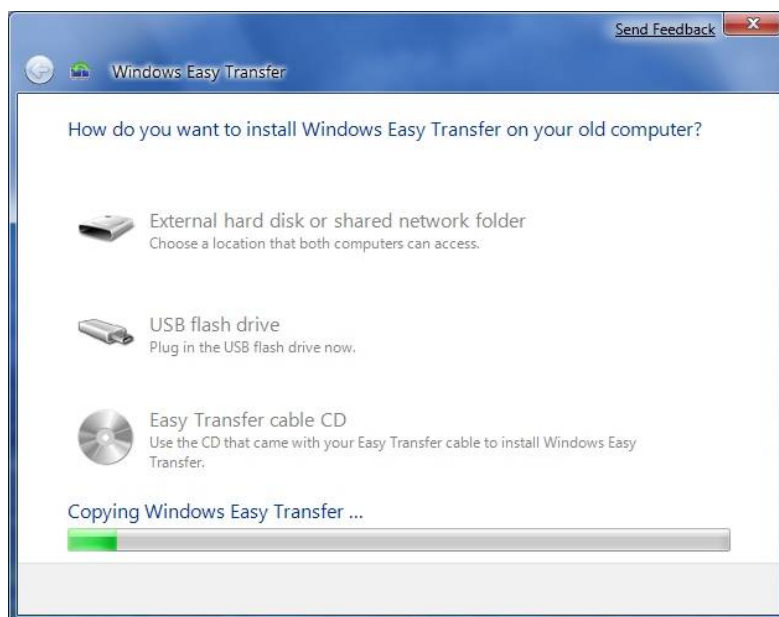 Send Feedback
Windows Easy Transfer
How do you want to install Windows Easy Transfer on your old computer?
External hard disk or shared network folder
Choose a location that both computers can access.
USB flash drive
Plug in the USB flash drive now.
Easy Transfer cable CD
Use the CD that came with your Easy Transfer cable to install Windows Easy
Transfer.
Copying Windows Easy Transfer ...